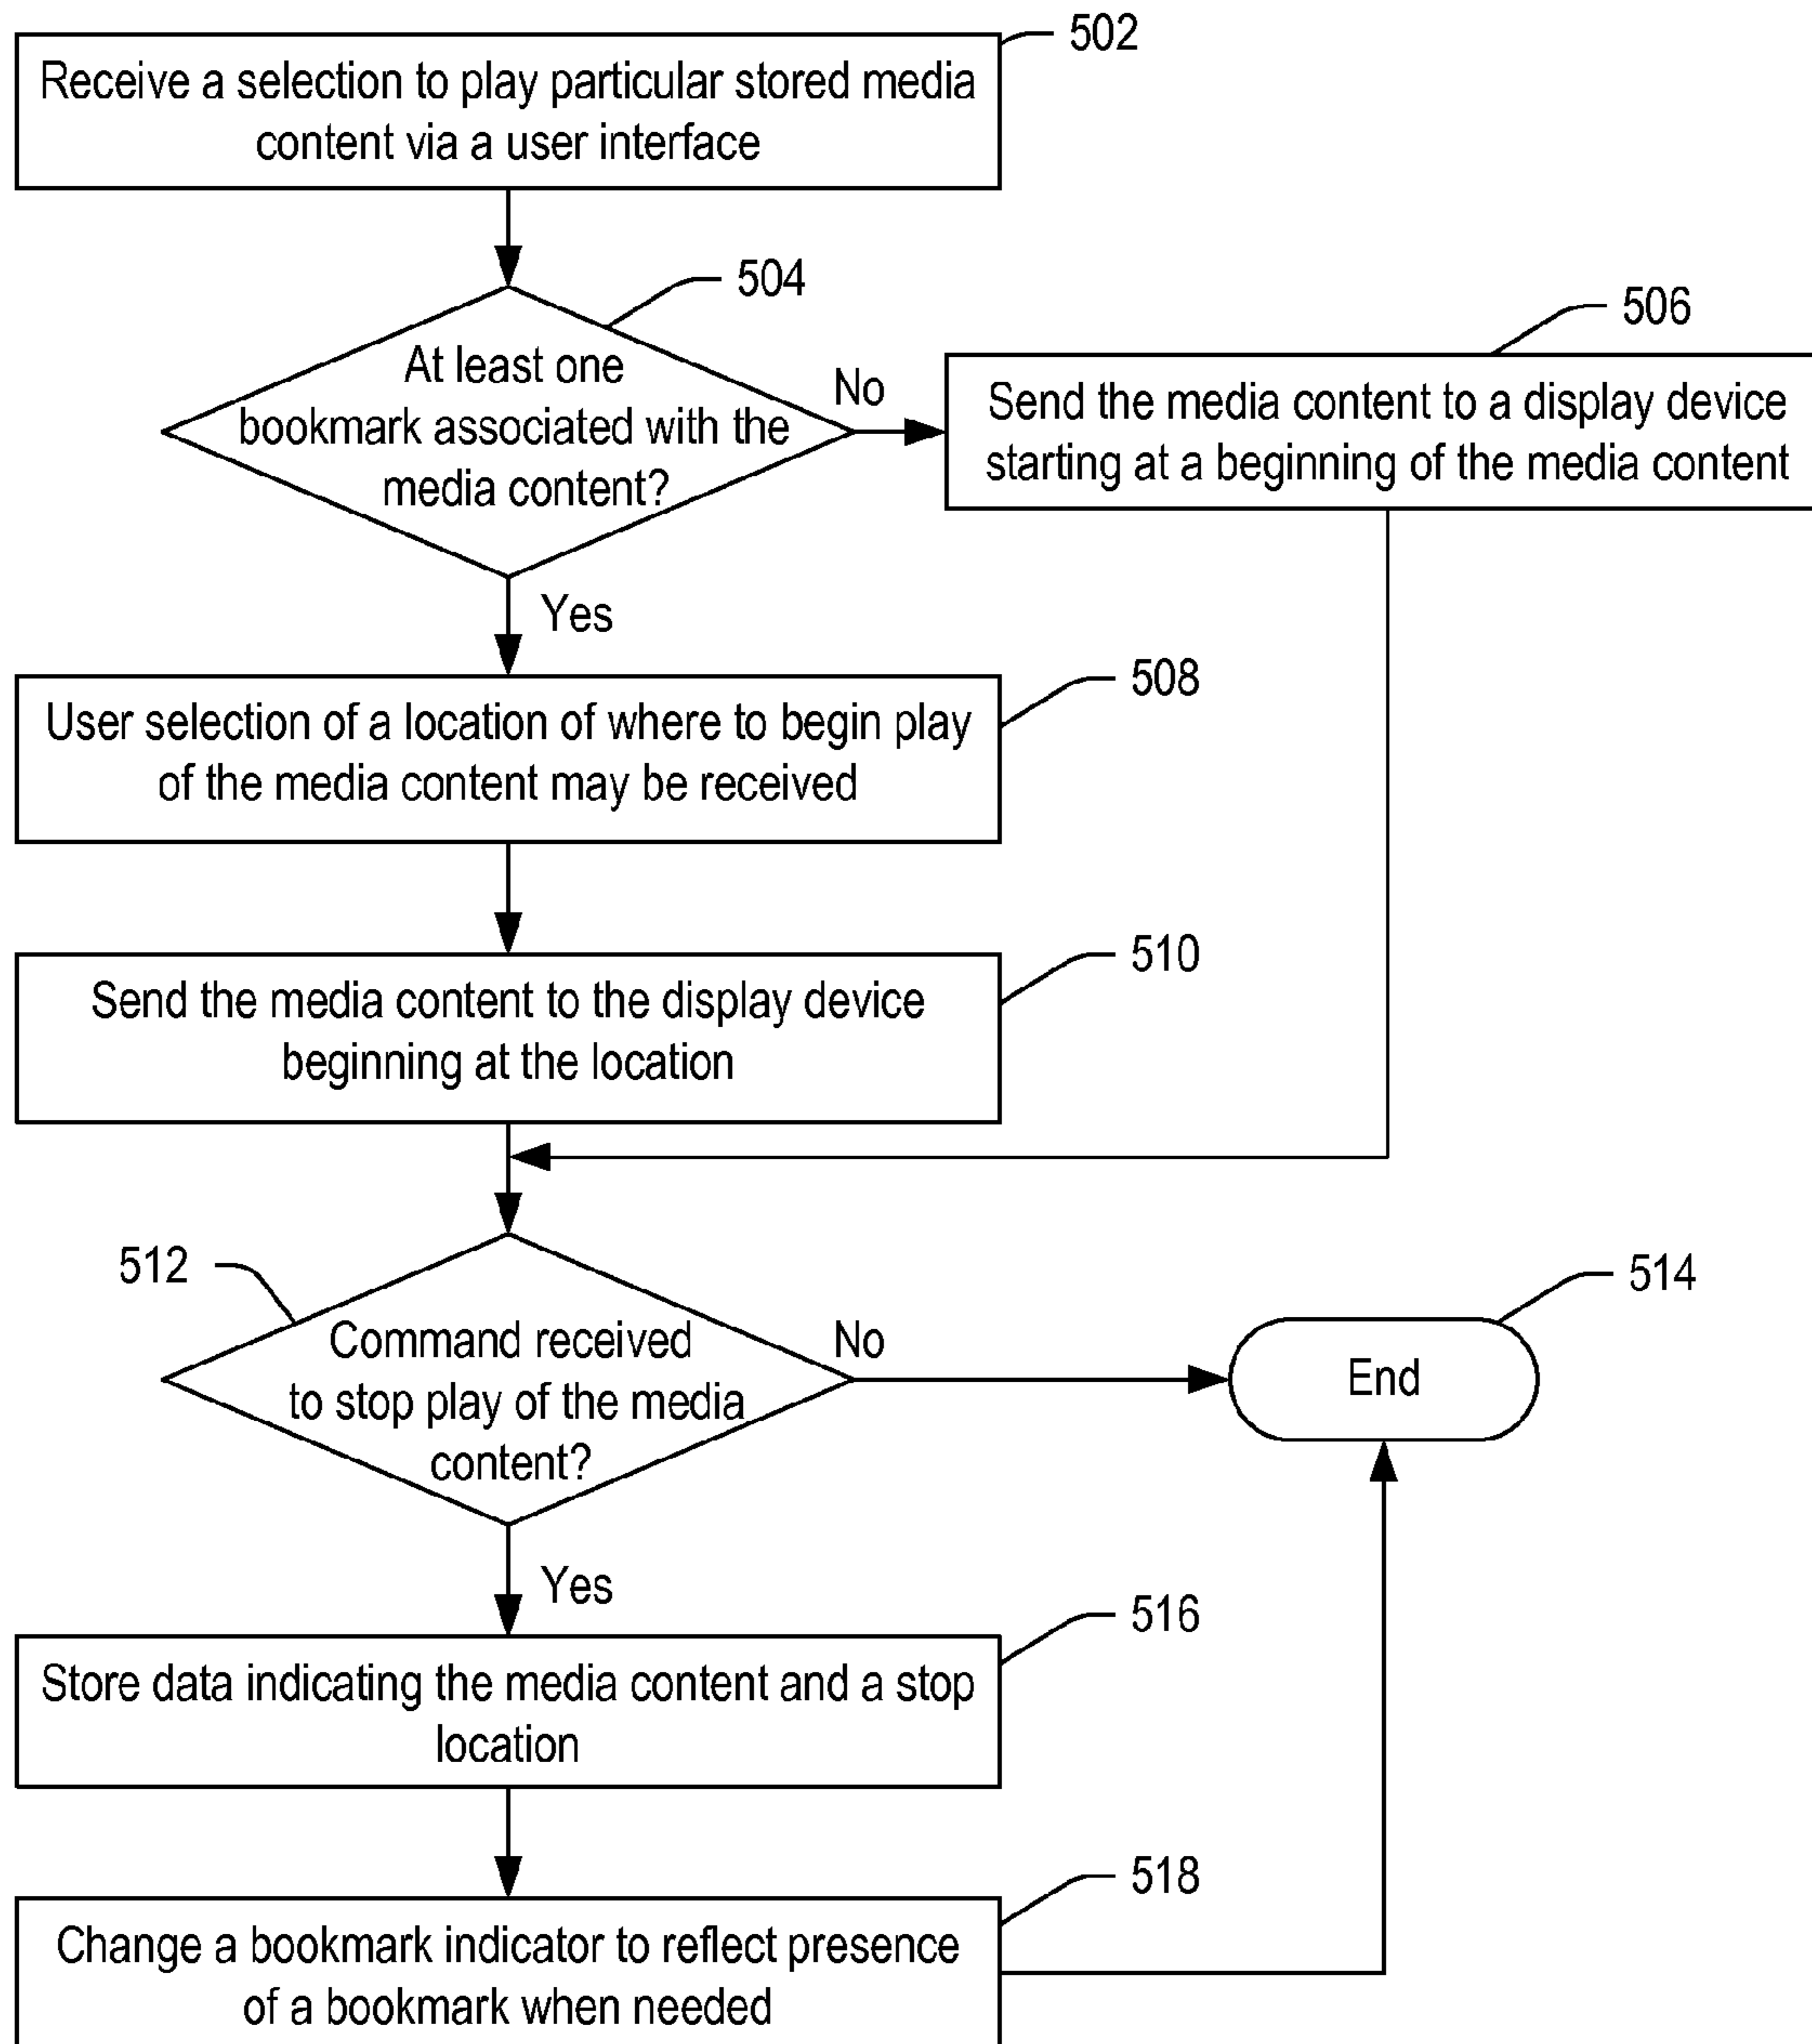 502
Receive a selection to play particular stored media
content via a user interface
504
At least one
bookmark associated with the
media content?
No
506
Send the media content to a display device
starting at a beginning of the media content
Yes
508
User selection of a location of where to begin play
of the media content may be received
510
Send the media content to the display device
beginning at the location
512
Command received
to stop play of the media
content?
No
514
End
Yes
516
Store data indicating the media content and a stop
location
518
Change a bookmark indicator to reflect presence
of a bookmark when needed